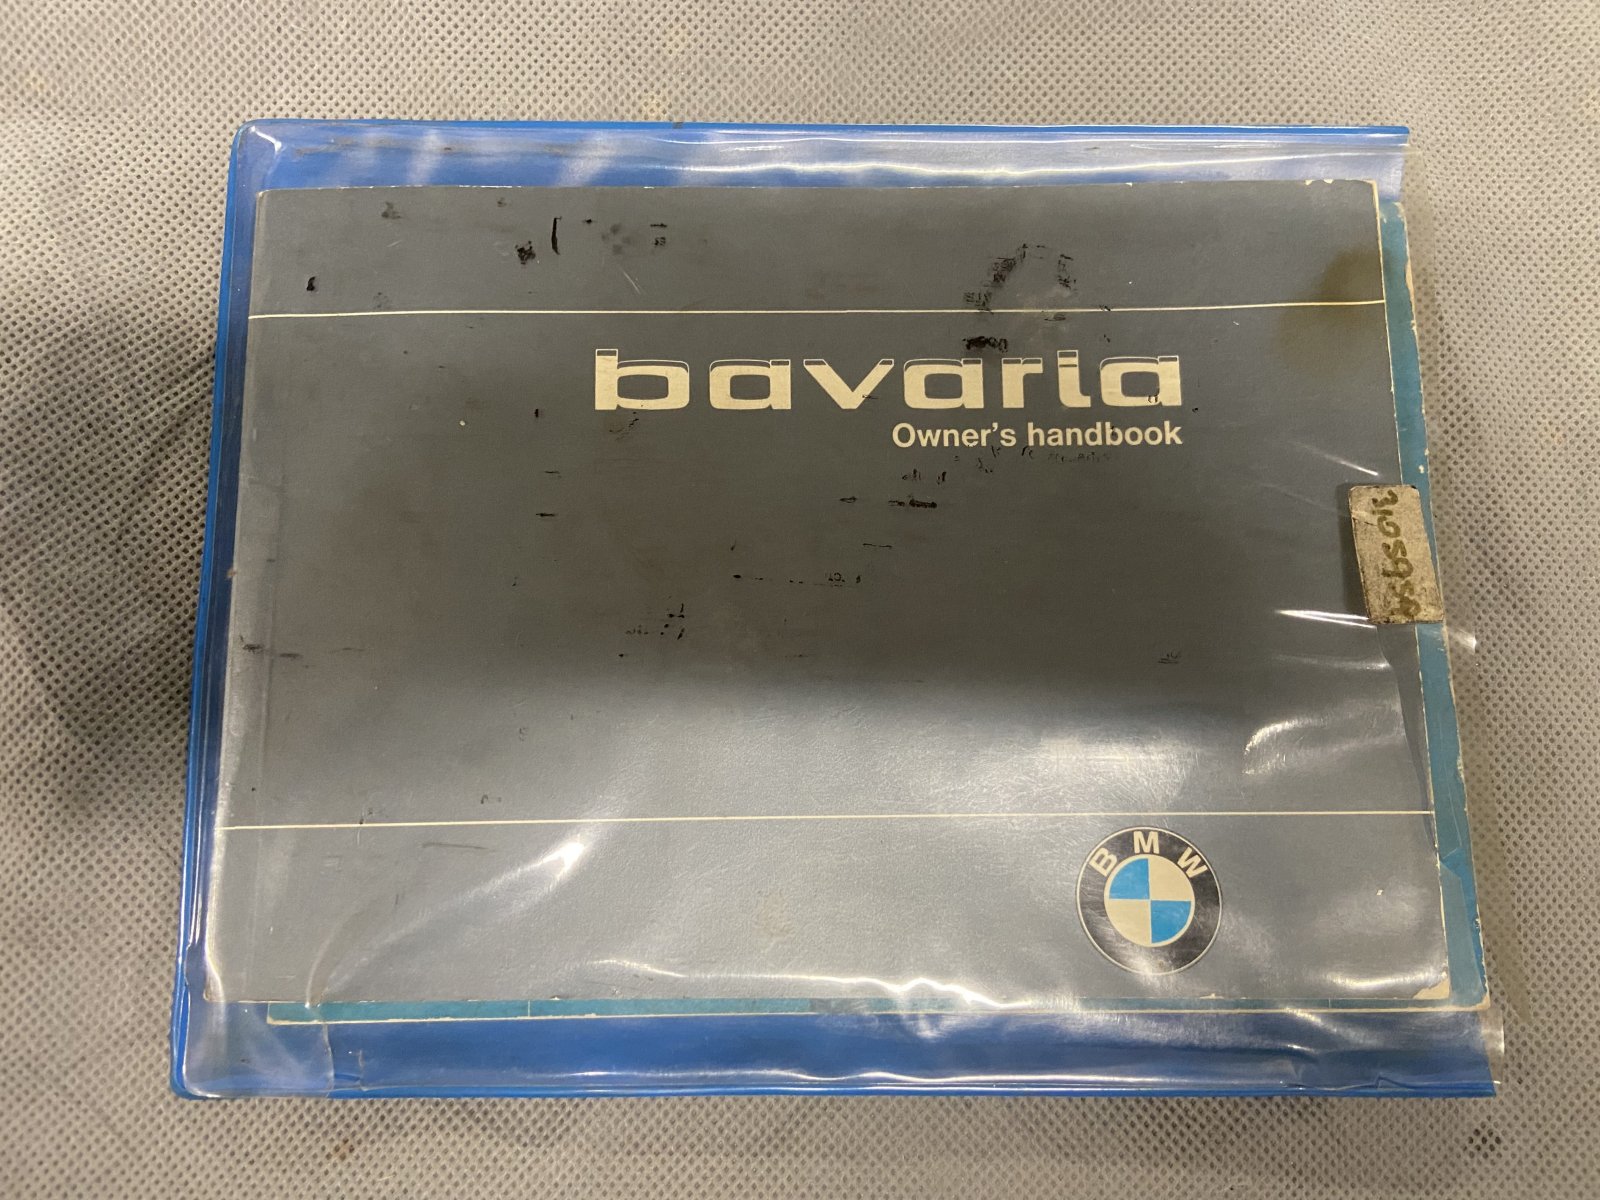 bavaria
Owner's handbook
BMW